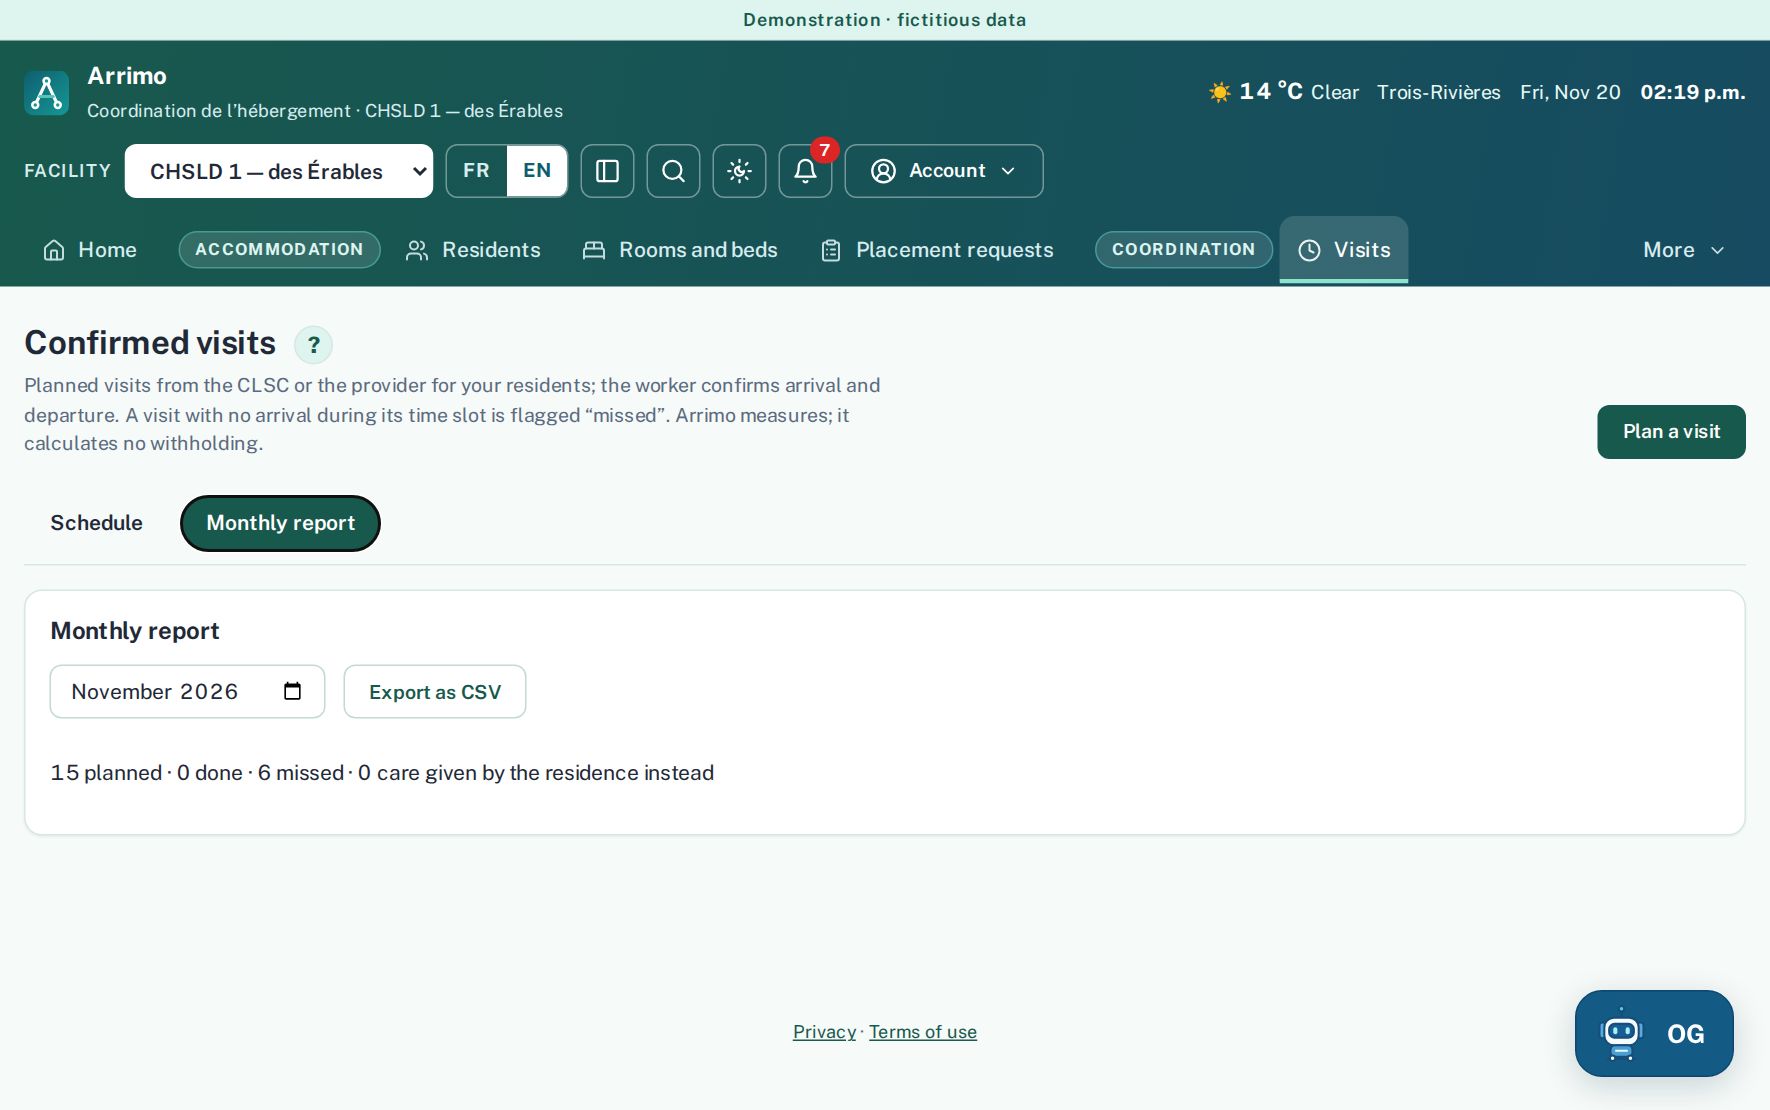 Demonstration · fictitious data
Arrimo
Coordination de l’hébergement · CHSLD 1 — des Érables
☀️ 14 °C Clear Trois-Rivières Fri, Nov 20 02:19 p.m.
FACILITY CHSLD 1 — des Érables FR EN 7 Account
Home ACCOMMODATION Residents Rooms and beds Placement requests COORDINATION Visits More
Confirmed visits ?
Planned visits from the CLSC or the provider for your residents; the worker confirms arrival and
departure. A visit with no arrival during its time slot is flagged “missed”. Arrimo measures; it
calculates no withholding.
Plan a visit
Schedule Monthly report
Monthly report
November 2026 Export as CSV
15 planned · 0 done · 6 missed · 0 care given by the residence instead
Privacy · Terms of use
OG